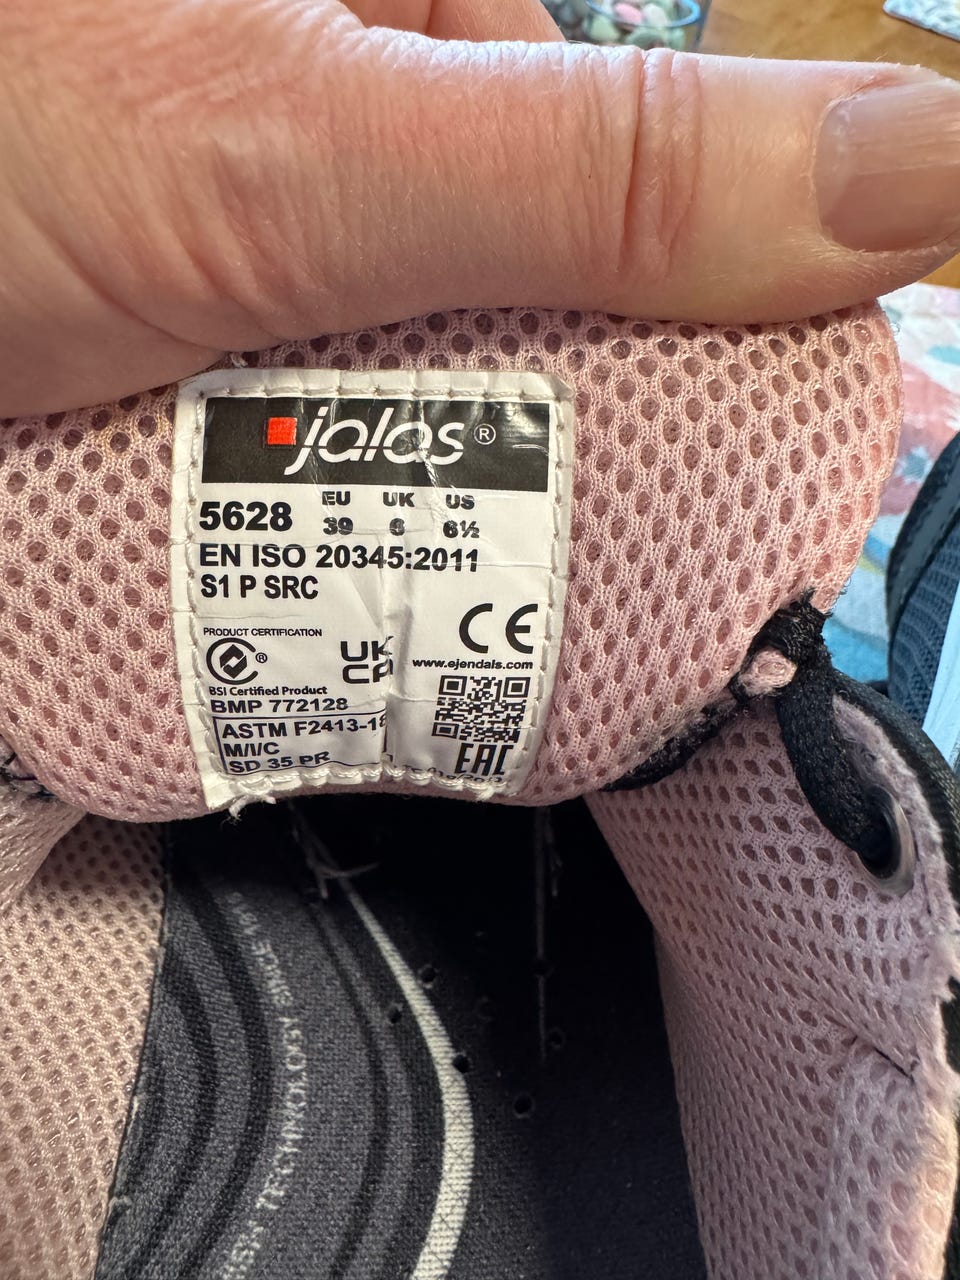 jalas®
EU UK US
5628 39 6 6½
EN ISO 20345:2011
S1 P SRC
PRODUCT CERTIFICATION
®
BSI Certified Product
BMP 772128
UK
CA
CE
www.ejendals.com
ASTM F2413-18
M/I/C
SD 35 PR
EAC
TECHNOLOGY